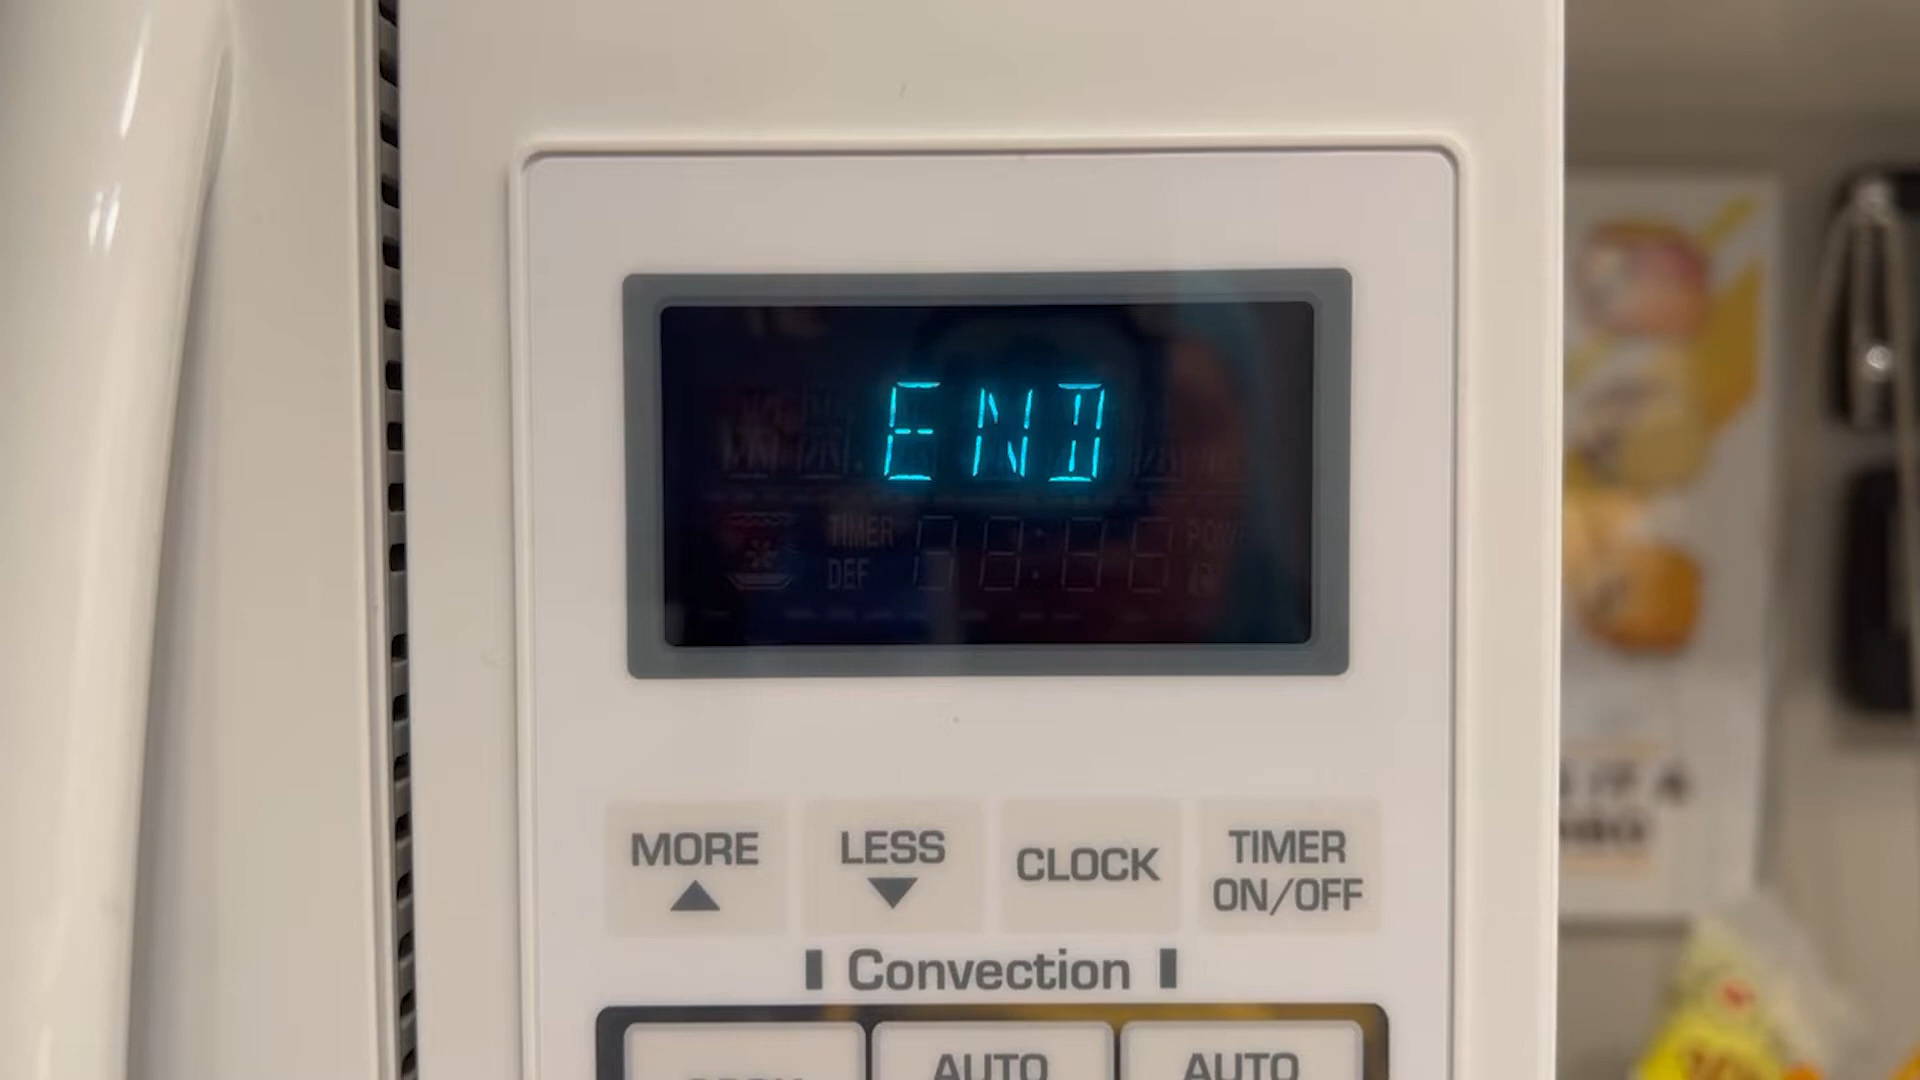 END
TIMER
DEF
MORE
LESS
CLOCK
TIMER
ON/OFF
Convection
AUTO
AUTO